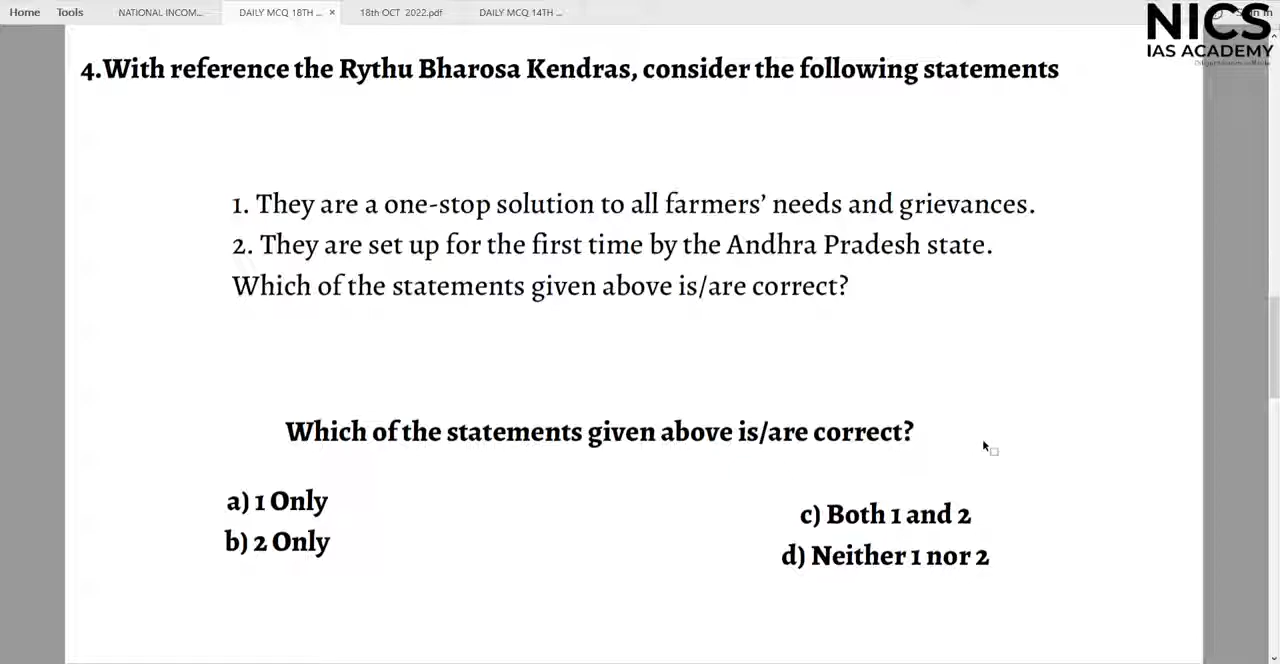 Home Tools NATIONAL INCOM... DAILY MCQ 18TH ... × 18th OCT 2022.pdf DAILY MCQ 14TH ...
NICS
IAS ACADEMY
4.With reference the Rythu Bharosa Kendras, consider the following statements
1. They are a one-stop solution to all farmers’ needs and grievances.
2. They are set up for the first time by the Andhra Pradesh state.
Which of the statements given above is/are correct?
Which of the statements given above is/are correct?
a) 1 Only
b) 2 Only
c) Both 1 and 2
d) Neither 1 nor 2